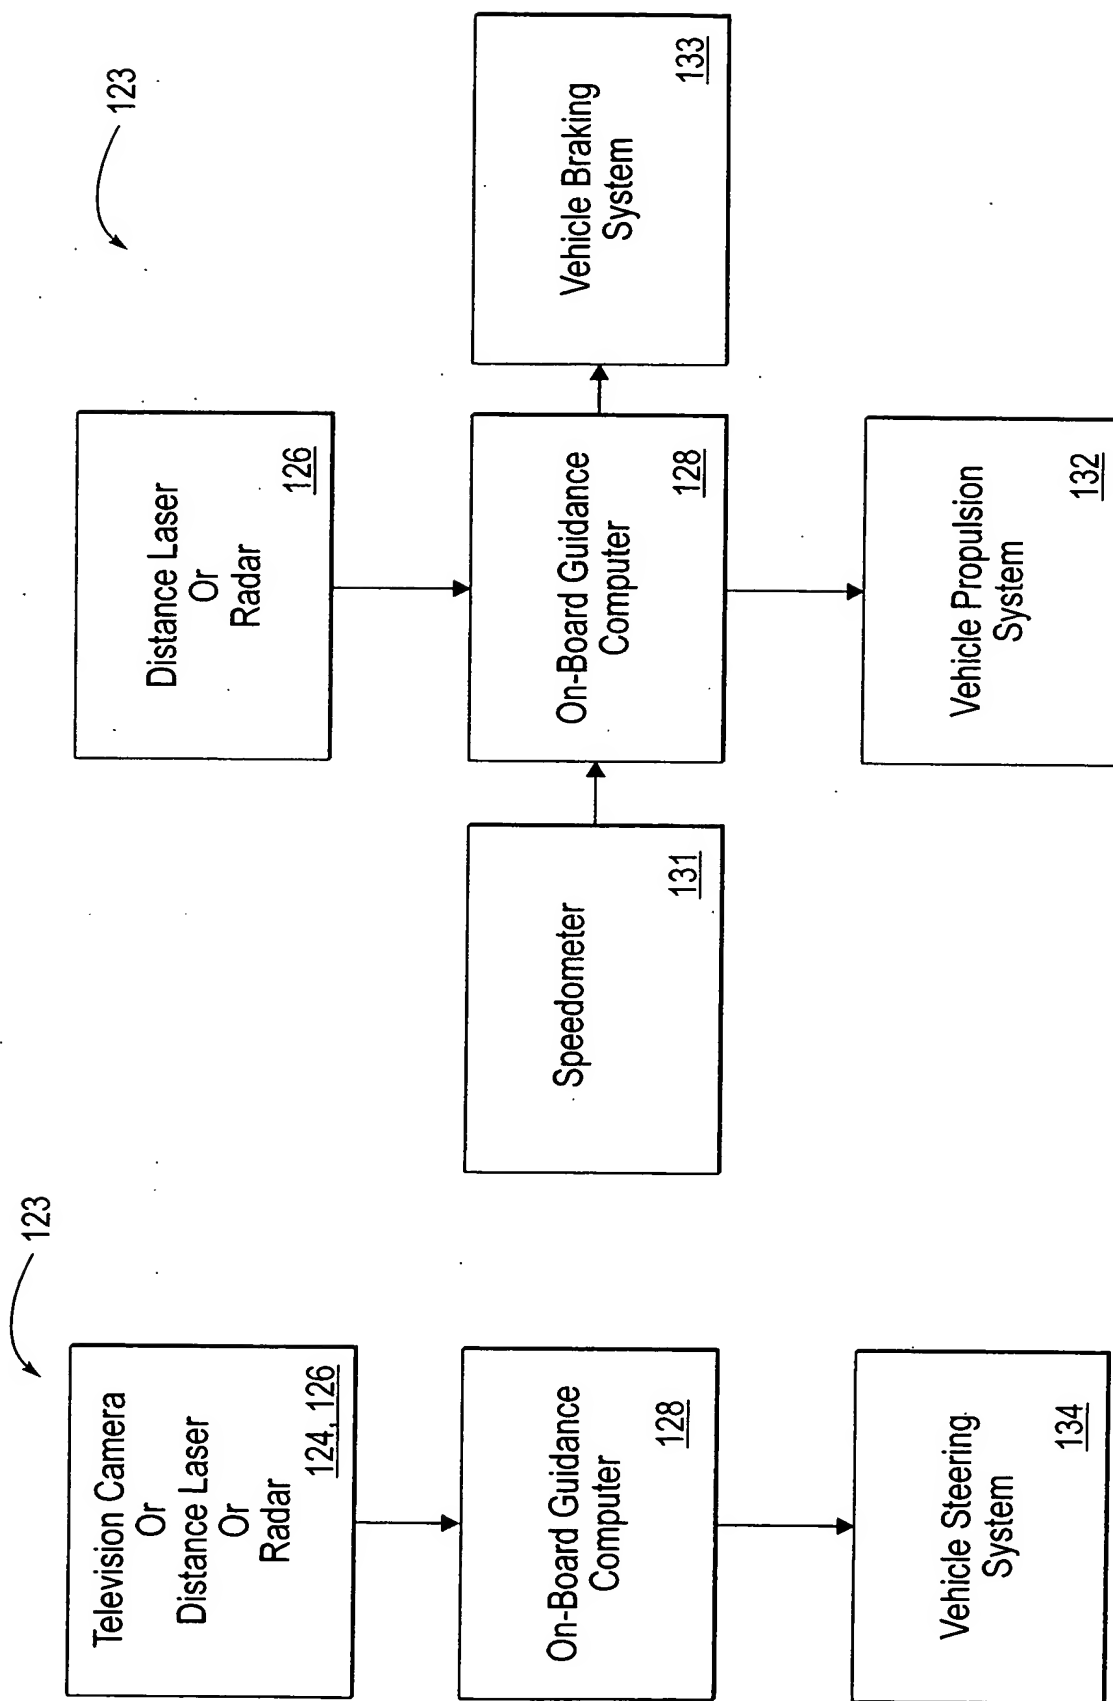 123
Television Camera
Or
Distance Laser
Or
Radar
124, 126
On-Board Guidance
Computer
128
Vehicle Steering
System
134
123
Distance Laser
Or
Radar
126
Speedometer
131
On-Board Guidance
Computer
128
Vehicle Braking
System
133
Vehicle Propulsion
System
132